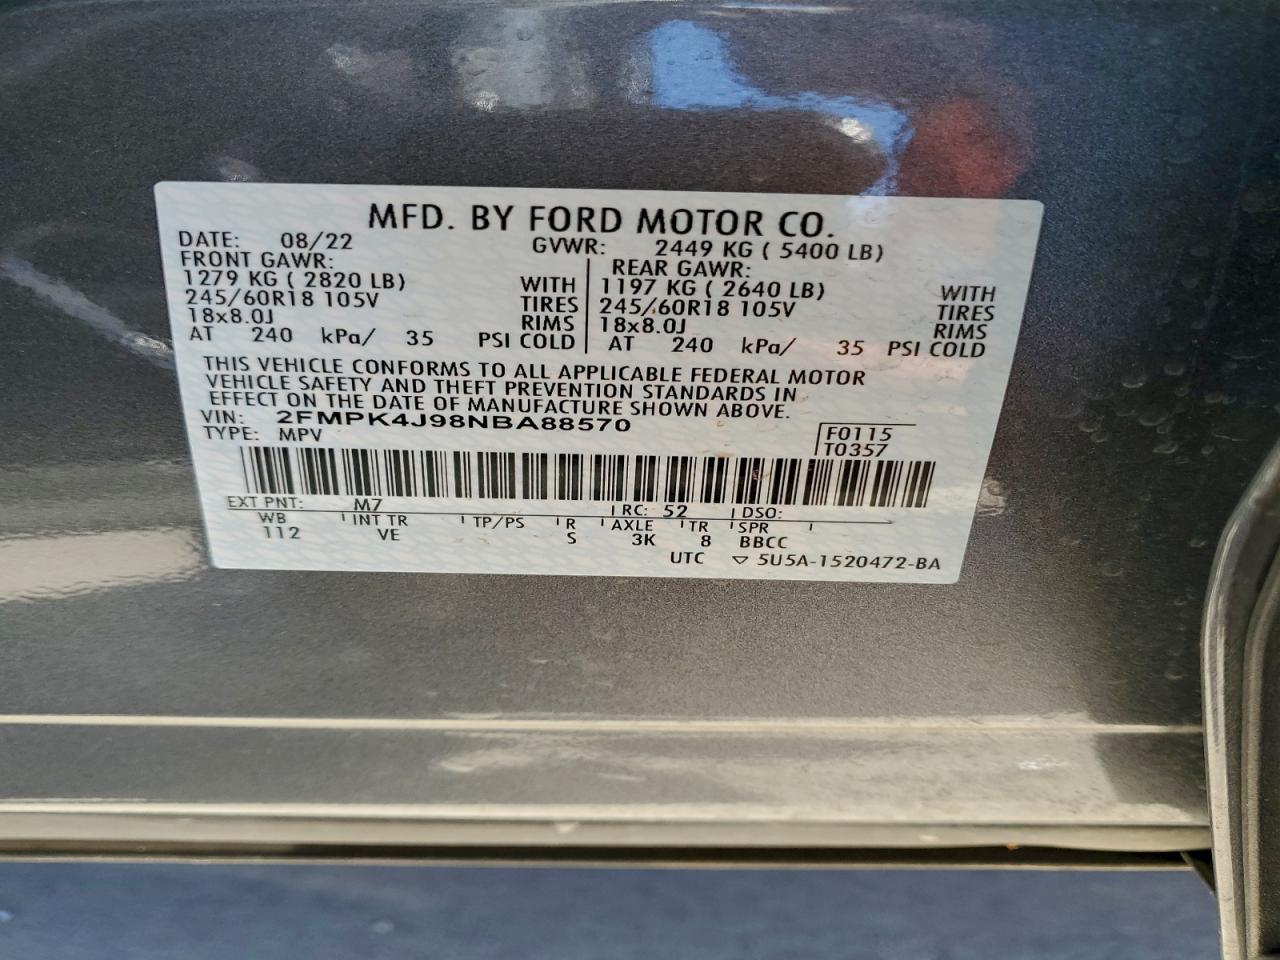 MFD. BY FORD MOTOR CO.
DATE: 08/22 GVWR: 2449 KG ( 5400 LB)
FRONT GAWR: REAR GAWR:
1279 KG ( 2820 LB) WITH 1197 KG ( 2640 LB) WITH
245/60R18 105V TIRES 245/60R18 105V TIRES
18x8.0J RIMS 18x8.0J RIMS
AT 240 kPa/ 35 PSI COLD AT 240 kPa/ 35 PSI COLD
THIS VEHICLE CONFORMS TO ALL APPLICABLE FEDERAL MOTOR
VEHICLE SAFETY AND THEFT PREVENTION STANDARDS IN
EFFECT ON THE DATE OF MANUFACTURE SHOWN ABOVE.
VIN: 2FMPK4J98NBA88570
TYPE: MPV F0115
T0357
EXT PNT: M7 RC: 52 DSO:
WB INT TR TP/PS R AXLE TR SPR
112 VE S 3K 8 BBCC
UTC ▽ 5U5A-1520472-BA